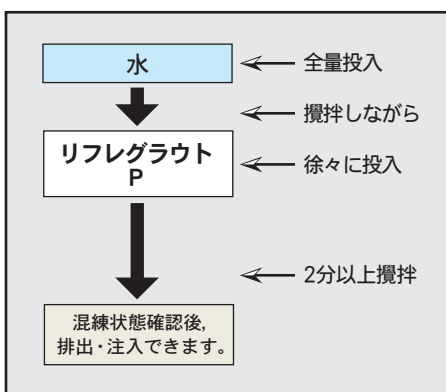 水
全量投入
攪拌しながら
リフレグラウト
P
徐々に投入
2分以上攪拌
混練状態確認後,
排出・注入できます。